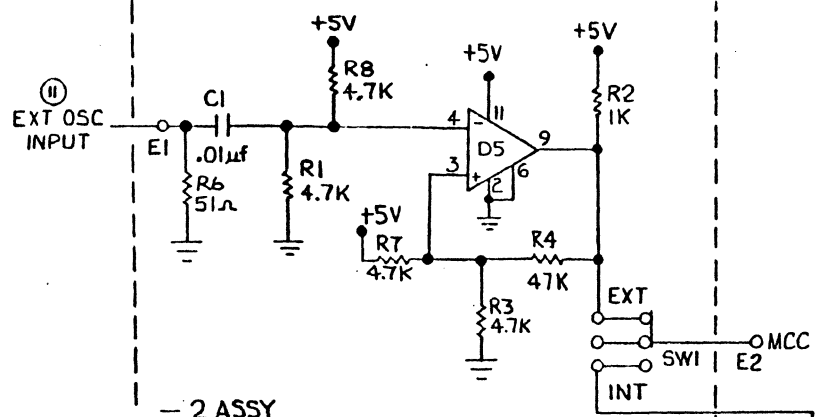 +5V
+5V
+5V
11
EXT OSC
INPUT
E1
C1
.01µf
R8
4.7K
R6
51Ω
R1
4.7K
4
-
11
D5
9
3
+
2
6
R2
1K
+5V
R7
4.7K
R4
47K
R3
4.7K
EXT
SW1
E2
MCC
INT
- 2 ASSY